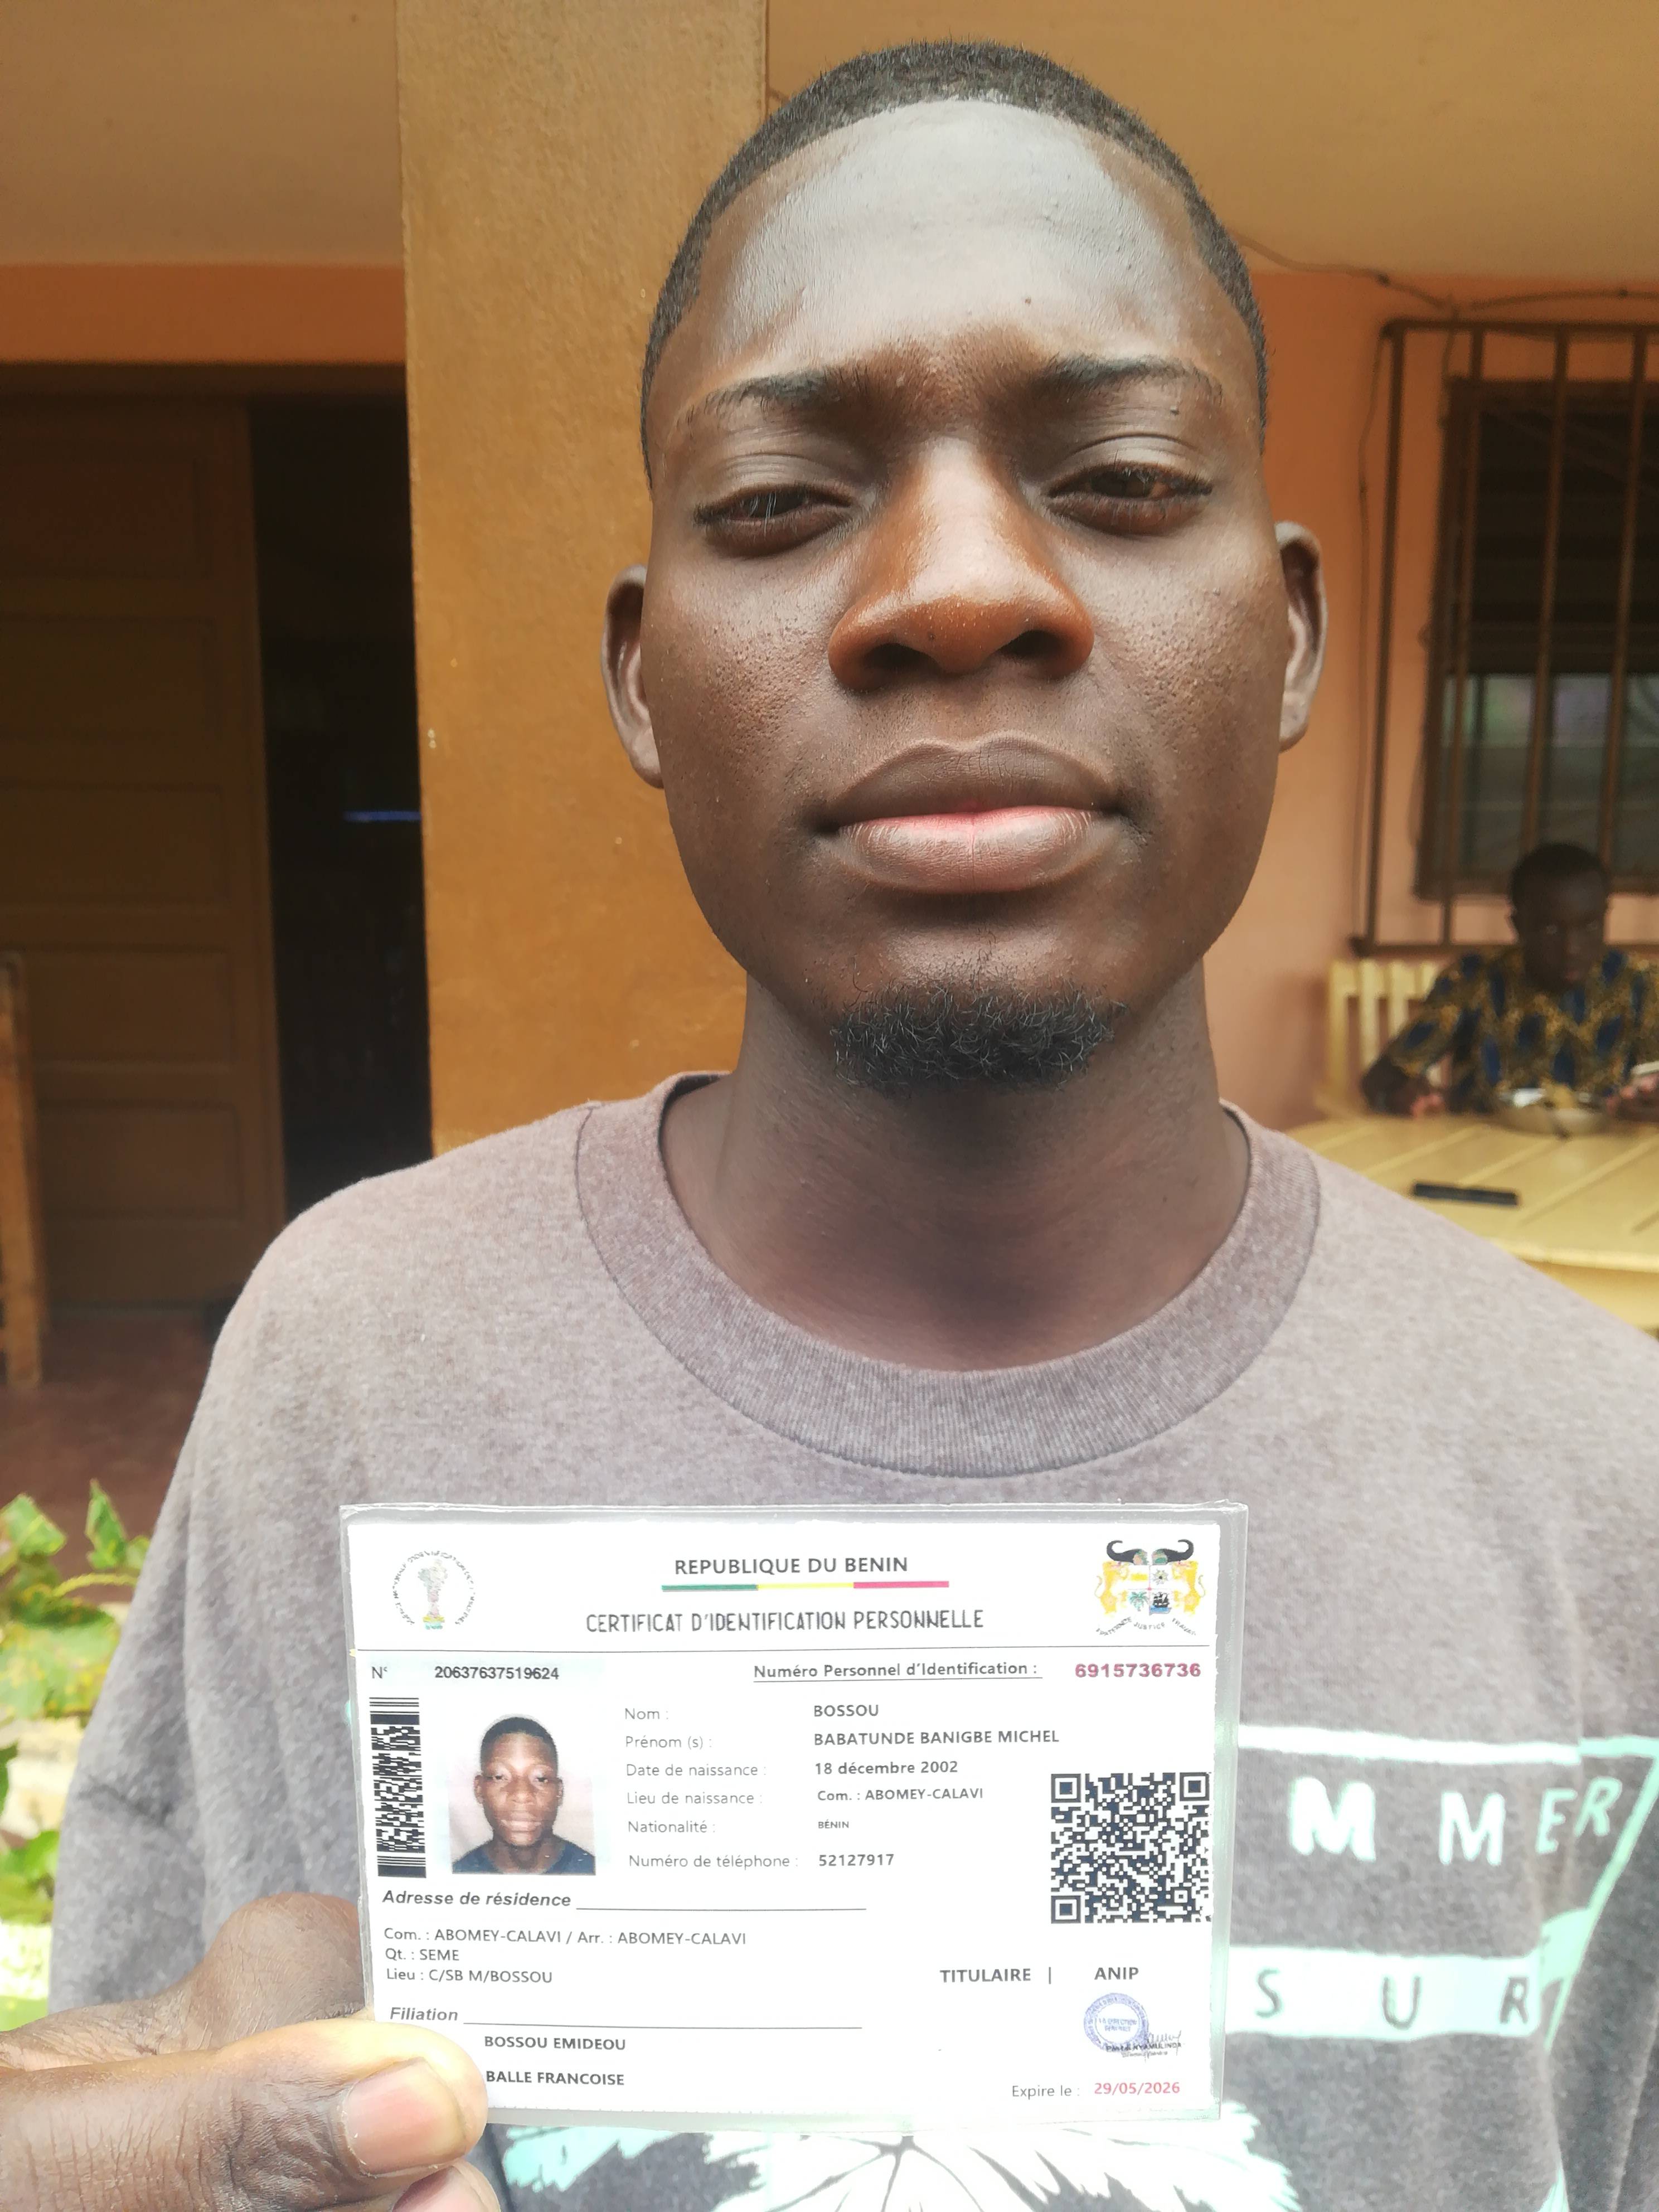 REPUBLIQUE DU BENIN
CERTIFICAT D'IDENTIFICATION PERSONNELLE
FRATERNITE JUSTICE TRAVAIL
N° 20637637519624 Numéro Personnel d'Identification : 6915736736
Nom : BOSSOU
Prénom (s) : BABATUNDE BANIGBE MICHEL
Date de naissance : 18 décembre 2002
Lieu de naissance : Com. : ABOMEY-CALAVI
Nationalité : BÉNIN
Numéro de téléphone : 52127917
Adresse de résidence
Com. : ABOMEY-CALAVI / Arr. : ABOMEY-CALAVI
Qt. : SEME
Lieu : C/SB M/BOSSOU
TITULAIRE | ANIP
Filiation
BOSSOU EMIDEOU
BALLE FRANCOISE
Expire le : 29/05/2026
MMER
SUR